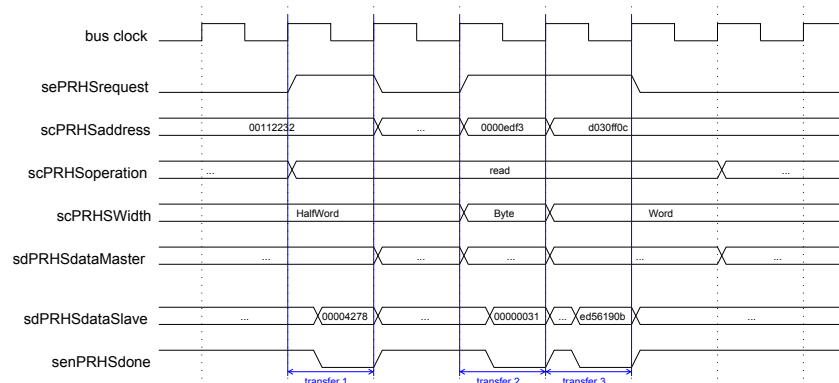 bus clock
sePRHSrequest
scPRHSaddress 00112232 ... 0000edf3 d030ff0c
scPRHSoperation ... read ...
scPRHSWidth HalfWord Byte Word
sdPRHSdataMaster ... ... ... ... ...
sdPRHSdataSlave ... 00004278 ... 00000031 ... ed56190b ...
senPRHSdone
transfer 1 transfer 2 transfer 3